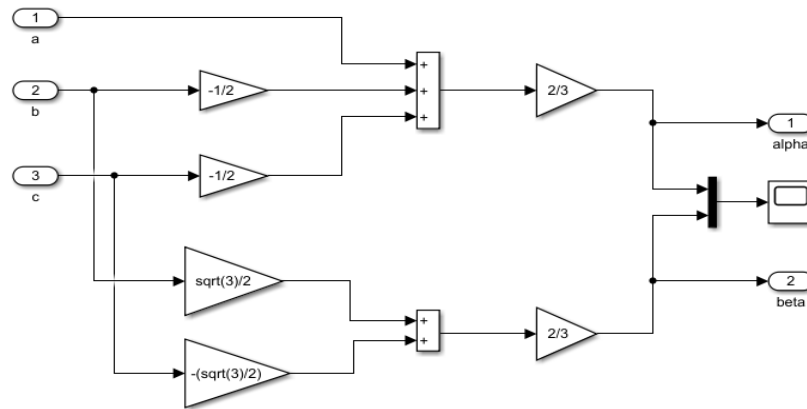 1
a
+
2
-1/2
+
2/3
b
+
1
alpha
3
-1/2
c
sqrt(3)/2
2
beta
+
2/3
+
-(sqrt(3)/2)